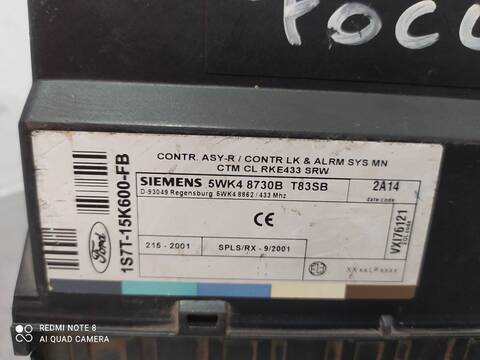 FOCU
CONTR. ASY-R / CONTR LK & ALRM SYS MN
CTM CL RKE433 SRW
SIEMENS 5WK4 8730B T83SB
2A14
D-93049 Regensburg 5WK4 8862/433 Mhz
date code
CE
215-2001
SPLS/RX - 9/2001
VXI76121
1S7T-15K600-FB
Ford
REDMI NOTE 8
AI QUAD CAMERA